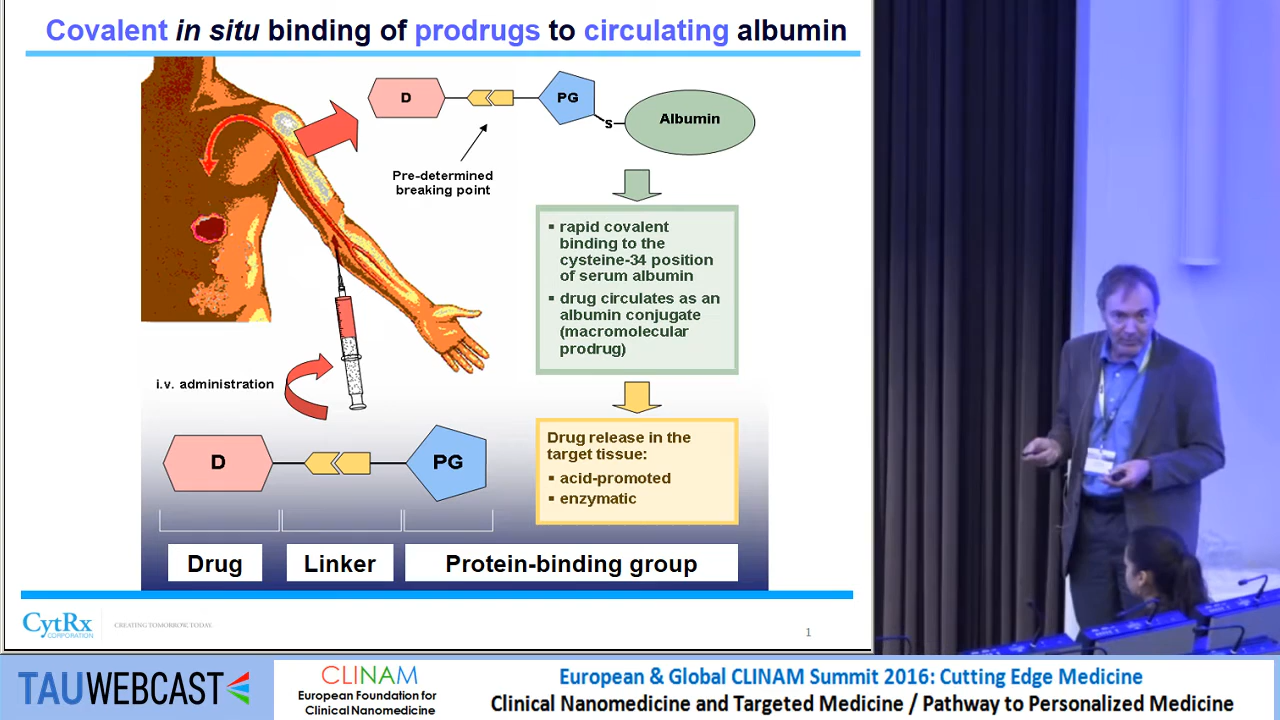 Covalent in situ binding of prodrugs to circulating albumin
D
PG
S
Albumin
Pre-determined
breaking point
▪ rapid covalent
binding to the
cysteine-34 position
of serum albumin
▪ drug circulates as an
albumin conjugate
(macromolecular
prodrug)
i.v. administration
D
PG
Drug release in the
target tissue:
▪ acid-promoted
▪ enzymatic
Drug
Linker
Protein-binding group
CytRx
CORPORATION
CREATING TOMORROW TODAY
1
TAUWEBCAST
CLINAM
European Foundation for
Clinical Nanomedicine
European & Global CLINAM Summit 2016: Cutting Edge Medicine
Clinical Nanomedicine and Targeted Medicine / Pathway to Personalized Medicine